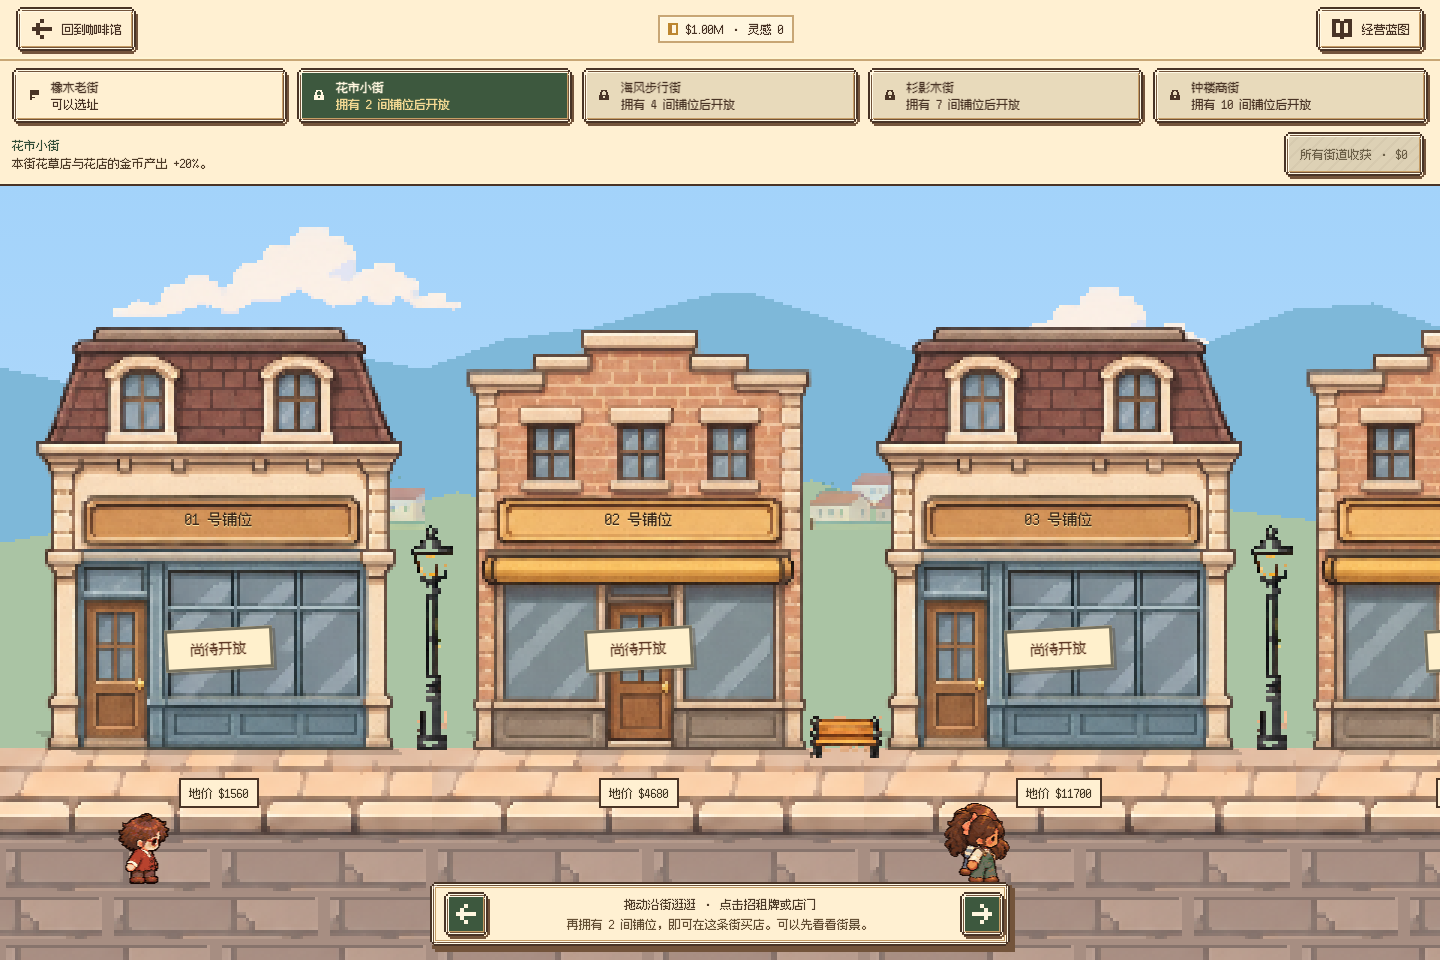 回到咖啡馆
$1.00M · 灵感 0
经营蓝图
橡木老街
可以选址
花市小街
拥有 2 间铺位后开放
海风步行街
拥有 4 间铺位后开放
杉影木街
拥有 7 间铺位后开放
钟楼商街
拥有 10 间铺位后开放
花市小街
本街花草店与花店的金币产出 +20%。
所有街道收获 · $0
01 号铺位
02 号铺位
03 号铺位
尚待开放
尚待开放
尚待开放
地价 $1560
地价 $4680
地价 $11700
拖动沿街逛逛 · 点击招租牌或店门
再拥有 2 间铺位，即可在这条街买店。可以先看看街景。